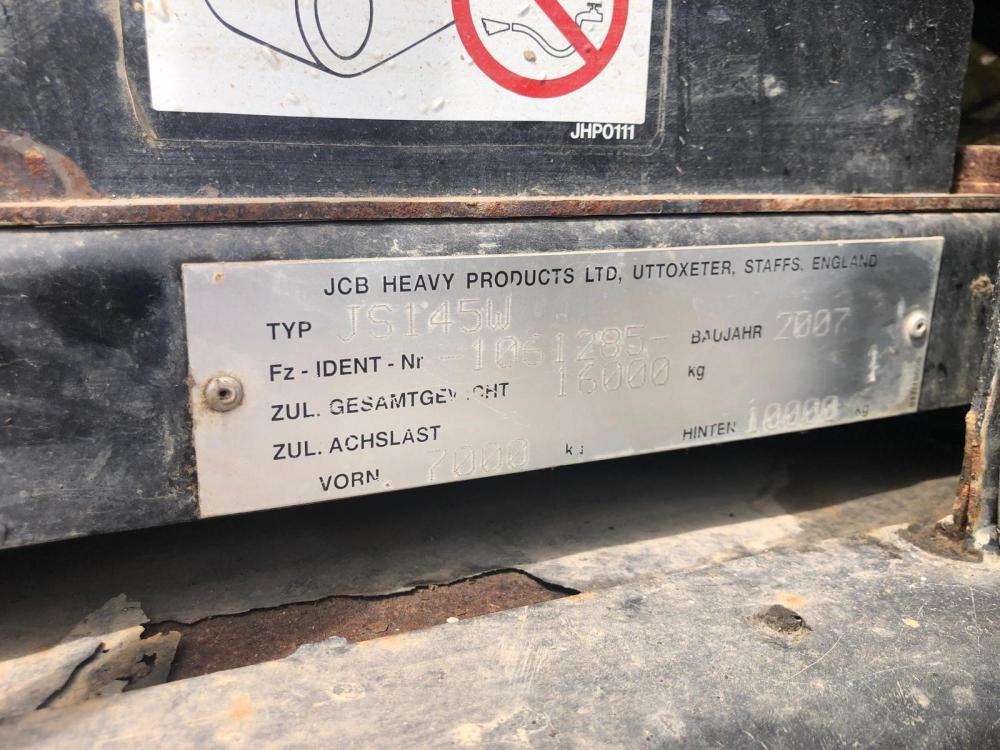 JHP0111
JCB HEAVY PRODUCTS LTD, UTTOXETER, STAFFS, ENGLAND
TYP JS145W
Fz - IDENT - Nr -1061285- BAUJAHR 2007
ZUL. GESAMTGEWICHT 16000 kg
ZUL. ACHSLAST 1
VORN 7000 kg HINTEN 10000 kg